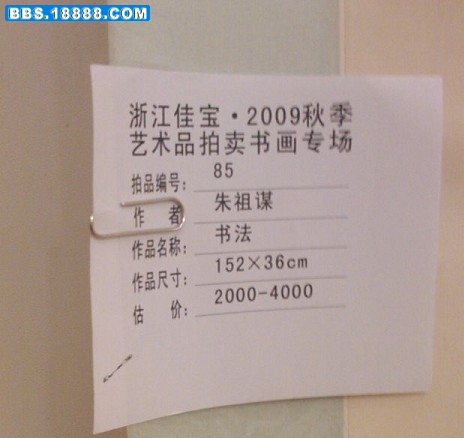 BBS.18888.COM
浙江佳宝·2009秋季
艺术品拍卖书画专场
拍品编号: 85
作 者 朱祖谋
作品名称: 书法
作品尺寸: 152×36cm
估 价: 2000-4000